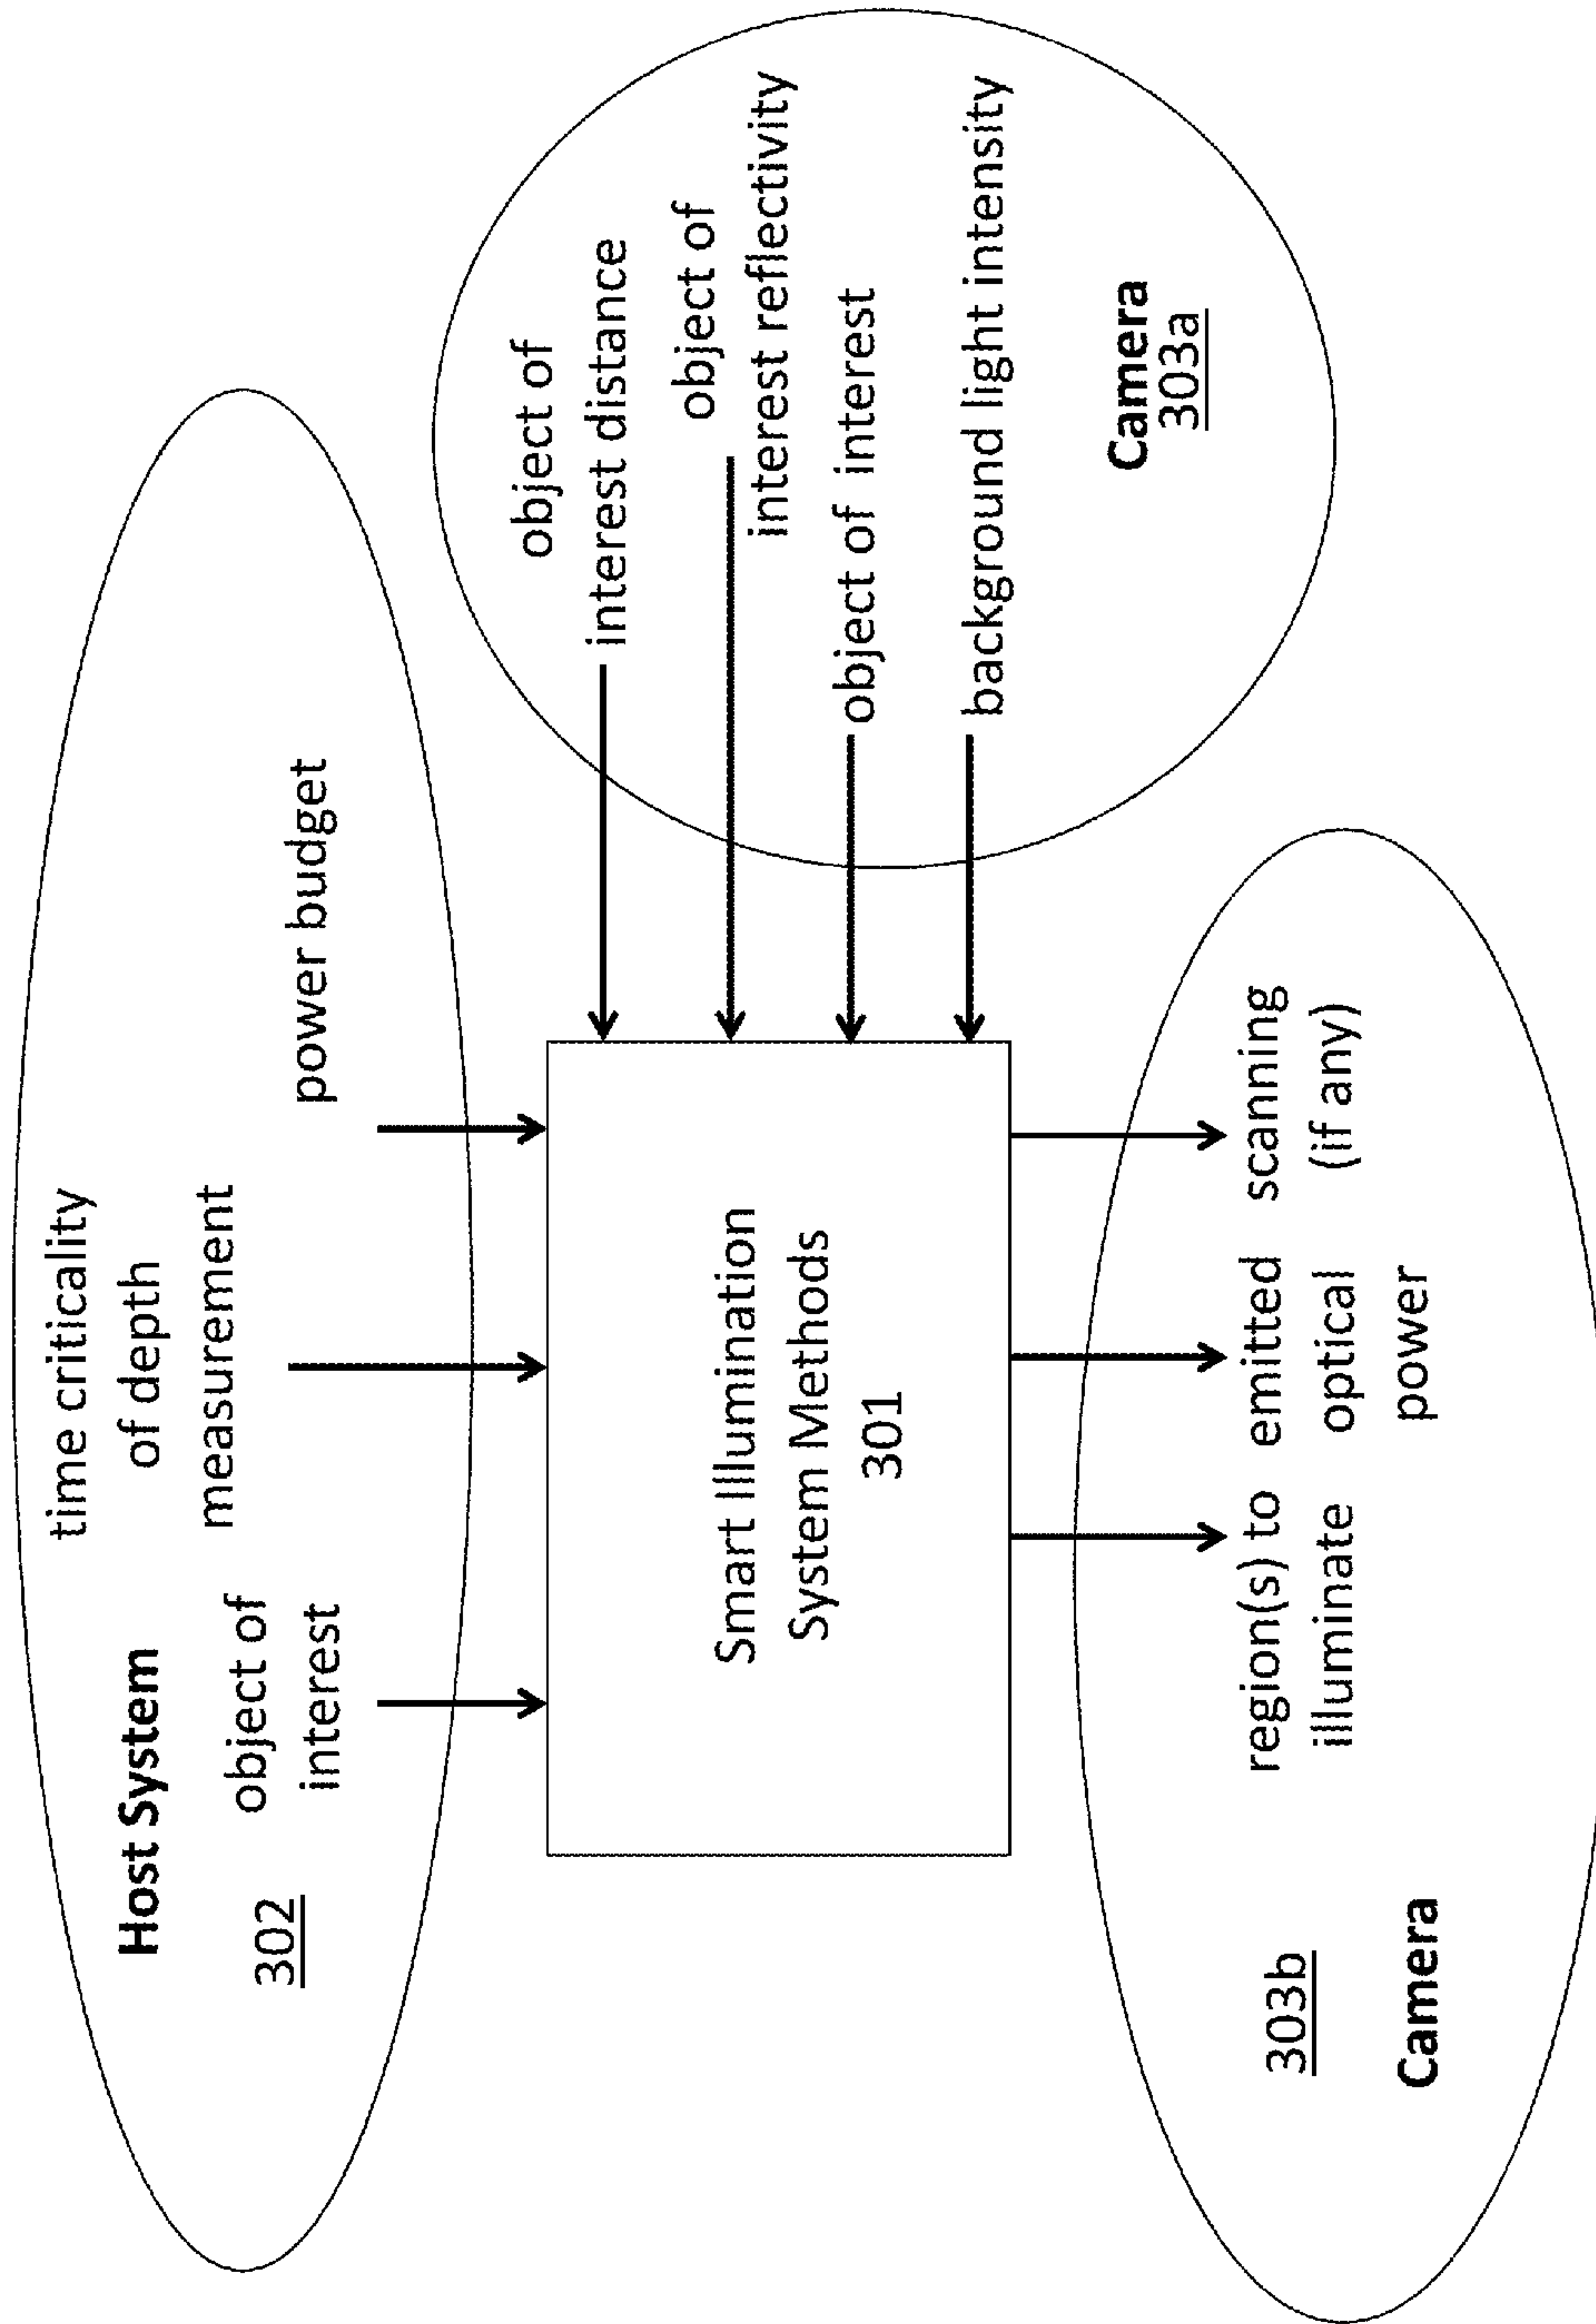 Host System
302
object of
interest
time criticality
of depth
measurement
power budget
Smart Illumination
System Methods
301
object of
interest distance
object of
interest reflectivity
object of interest
background light intensity
Camera
303a
303b
Camera
region(s) to
illuminate
emitted
optical
power
scanning
(if any)